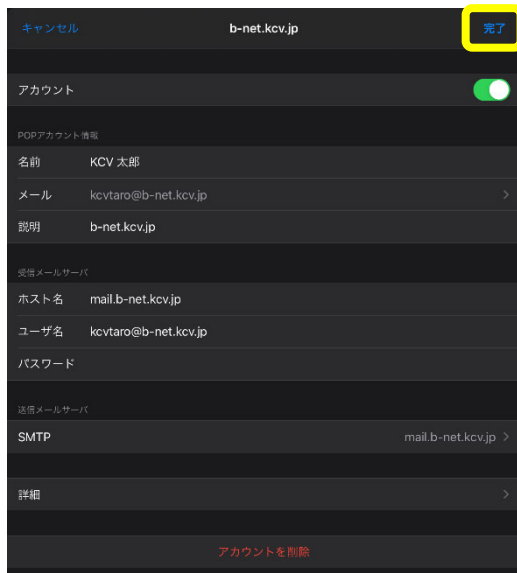 キャンセル b-net.kcv.jp 完了
アカウント
POPアカウント情報
名前 KCV 太郎
メール kcvtaro@b-net.kcv.jp
説明 b-net.kcv.jp
受信メールサーバ
ホスト名 mail.b-net.kcv.jp
ユーザ名 kcvtaro@b-net.kcv.jp
パスワード
送信メールサーバ
SMTP mail.b-net.kcv.jp
詳細
アカウントを削除